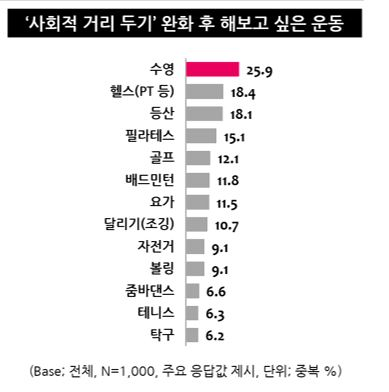 ‘사회적 거리 두기’ 완화 후 해보고 싶은 운동
수영 25.9
헬스(PT 등) 18.4
등산 18.1
필라테스 15.1
골프 12.1
배드민턴 11.8
요가 11.5
달리기(조깅) 10.7
자전거 9.1
볼링 9.1
줌바댄스 6.6
테니스 6.3
탁구 6.2
(Base; 전체, N=1,000, 주요 응답값 제시, 단위; 중복 %)